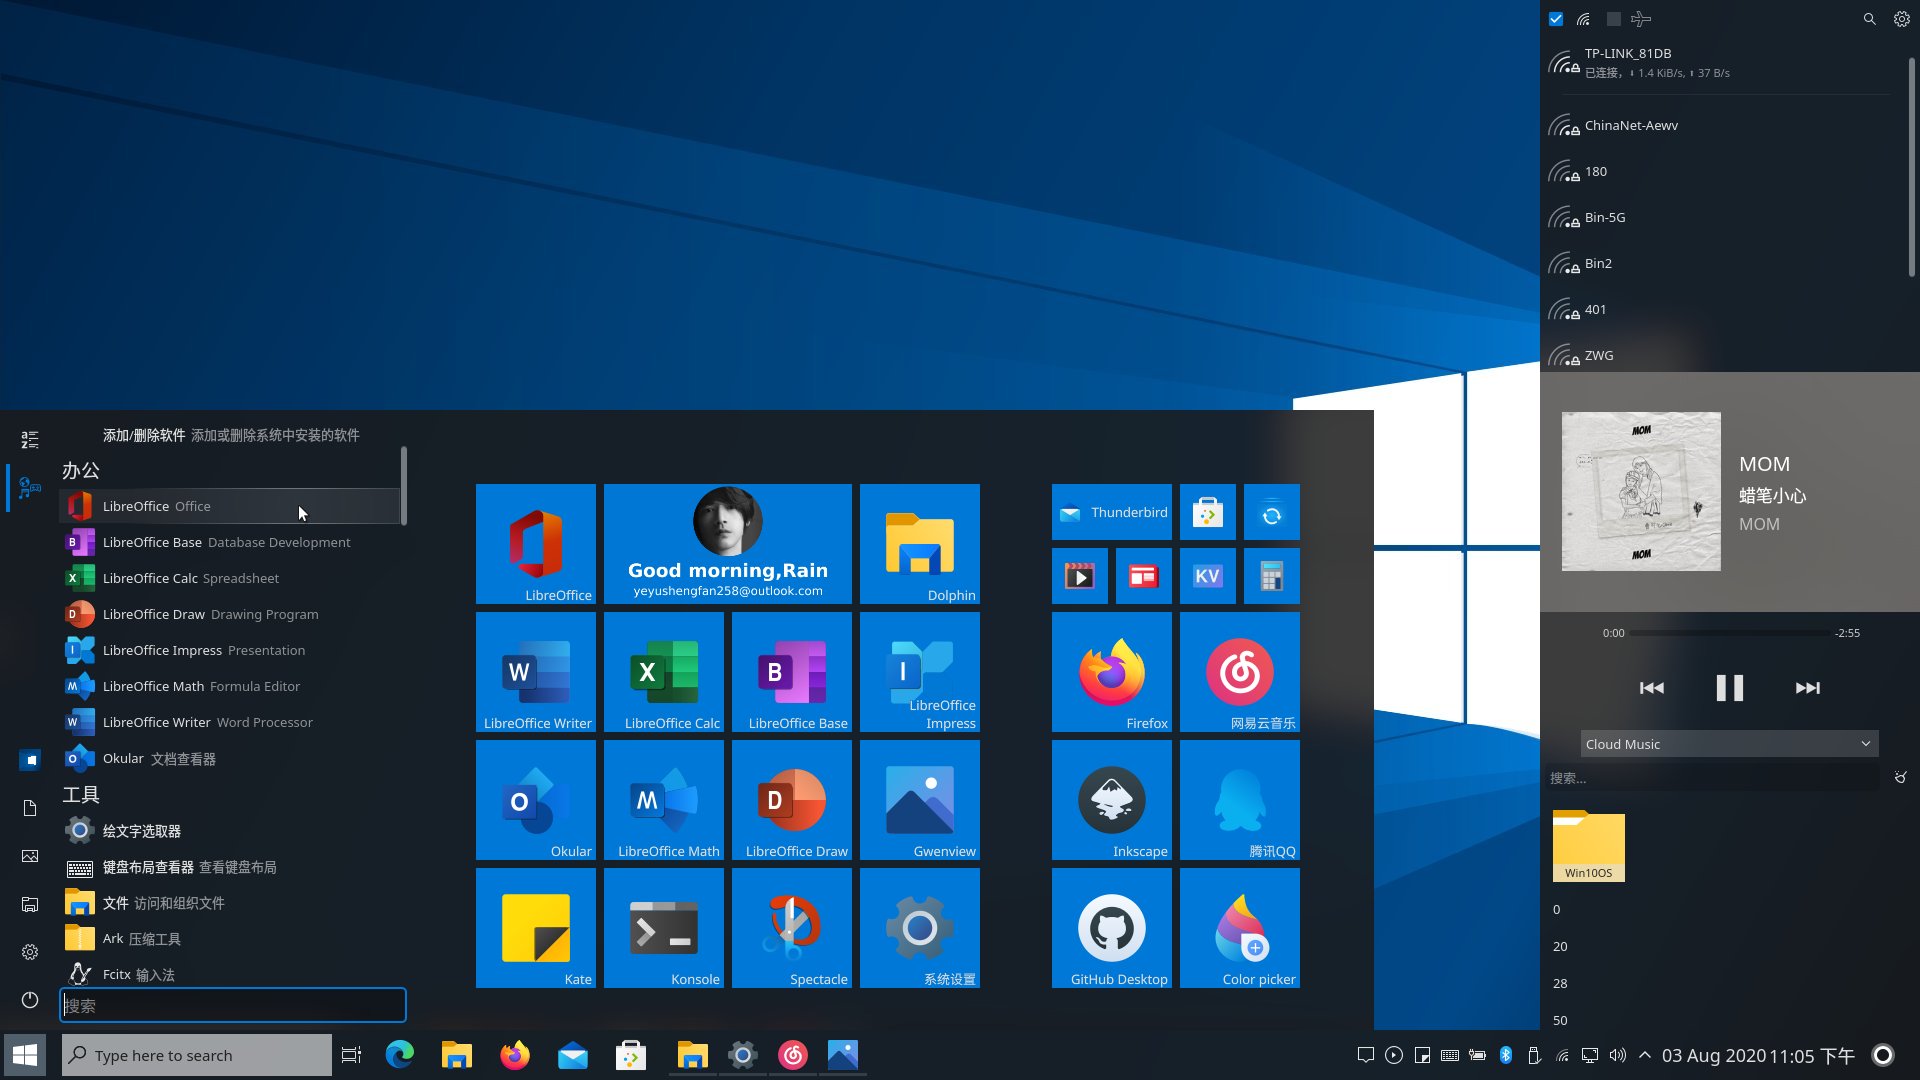 添加/删除软件 添加或删除系统中安装的软件
办公
LibreOffice Office
LibreOffice Base Database Development
LibreOffice Calc Spreadsheet
LibreOffice Draw Drawing Program
LibreOffice Impress Presentation
LibreOffice Math Formula Editor
LibreOffice Writer Word Processor
Okular 文档查看器
工具
绘文字选取器
键盘布局查看器 查看键盘布局
文件 访问和组织文件
Ark 压缩工具
Fcitx 输入法
搜索
LibreOffice
Good morning,Rain
yeyushengfan258@outlook.com
Dolphin
LibreOffice Writer
LibreOffice Calc
LibreOffice Base
LibreOffice
Impress
Okular
LibreOffice Math
LibreOffice Draw
Gwenview
Kate
Konsole
Spectacle
系统设置
Thunderbird
KV
Firefox
网易云音乐
Inkscape
腾讯QQ
GitHub Desktop
Color picker
TP-LINK_81DB
已连接，⬇ 1.4 KiB/s, ⬆ 37 B/s
ChinaNet-Aewv
180
Bin-5G
Bin2
401
ZWG
MOM
MOM
MOM
蜡笔小心
MOM
0:00
-2:55
Cloud Music
搜索...
Win10OS
0
20
28
50
Type here to search
03 Aug 2020 11:05 下午